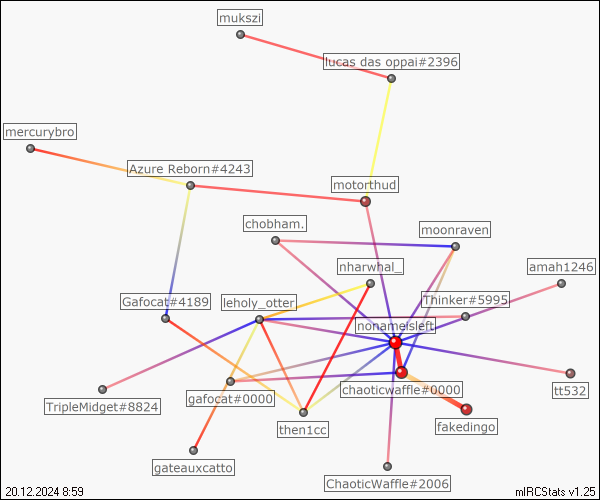 mukszi
lucas das oppai#2396
mercurybro
Azure Reborn#4243
motorthud
chobham.
moonraven
nharwhal_
amah1246
Gafocat#4189
leholy_otter
Thinker#5995
nonameisleft
TripleMidget#8824
gafocat#0000
chaoticwaffle#0000
tt532
then1cc
fakedingo
gateauxcatto
ChaoticWaffle#2006
20.12.2024 8:59
mIRCStats v1.25